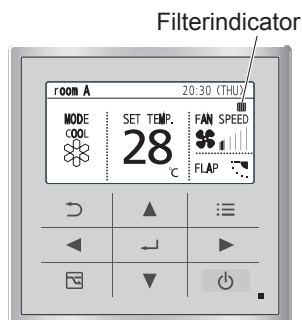 Filterindicator
room A 20:30 (THU)
MODE SET TEMP. FAN SPEED
COOL
28
°C
FLAP